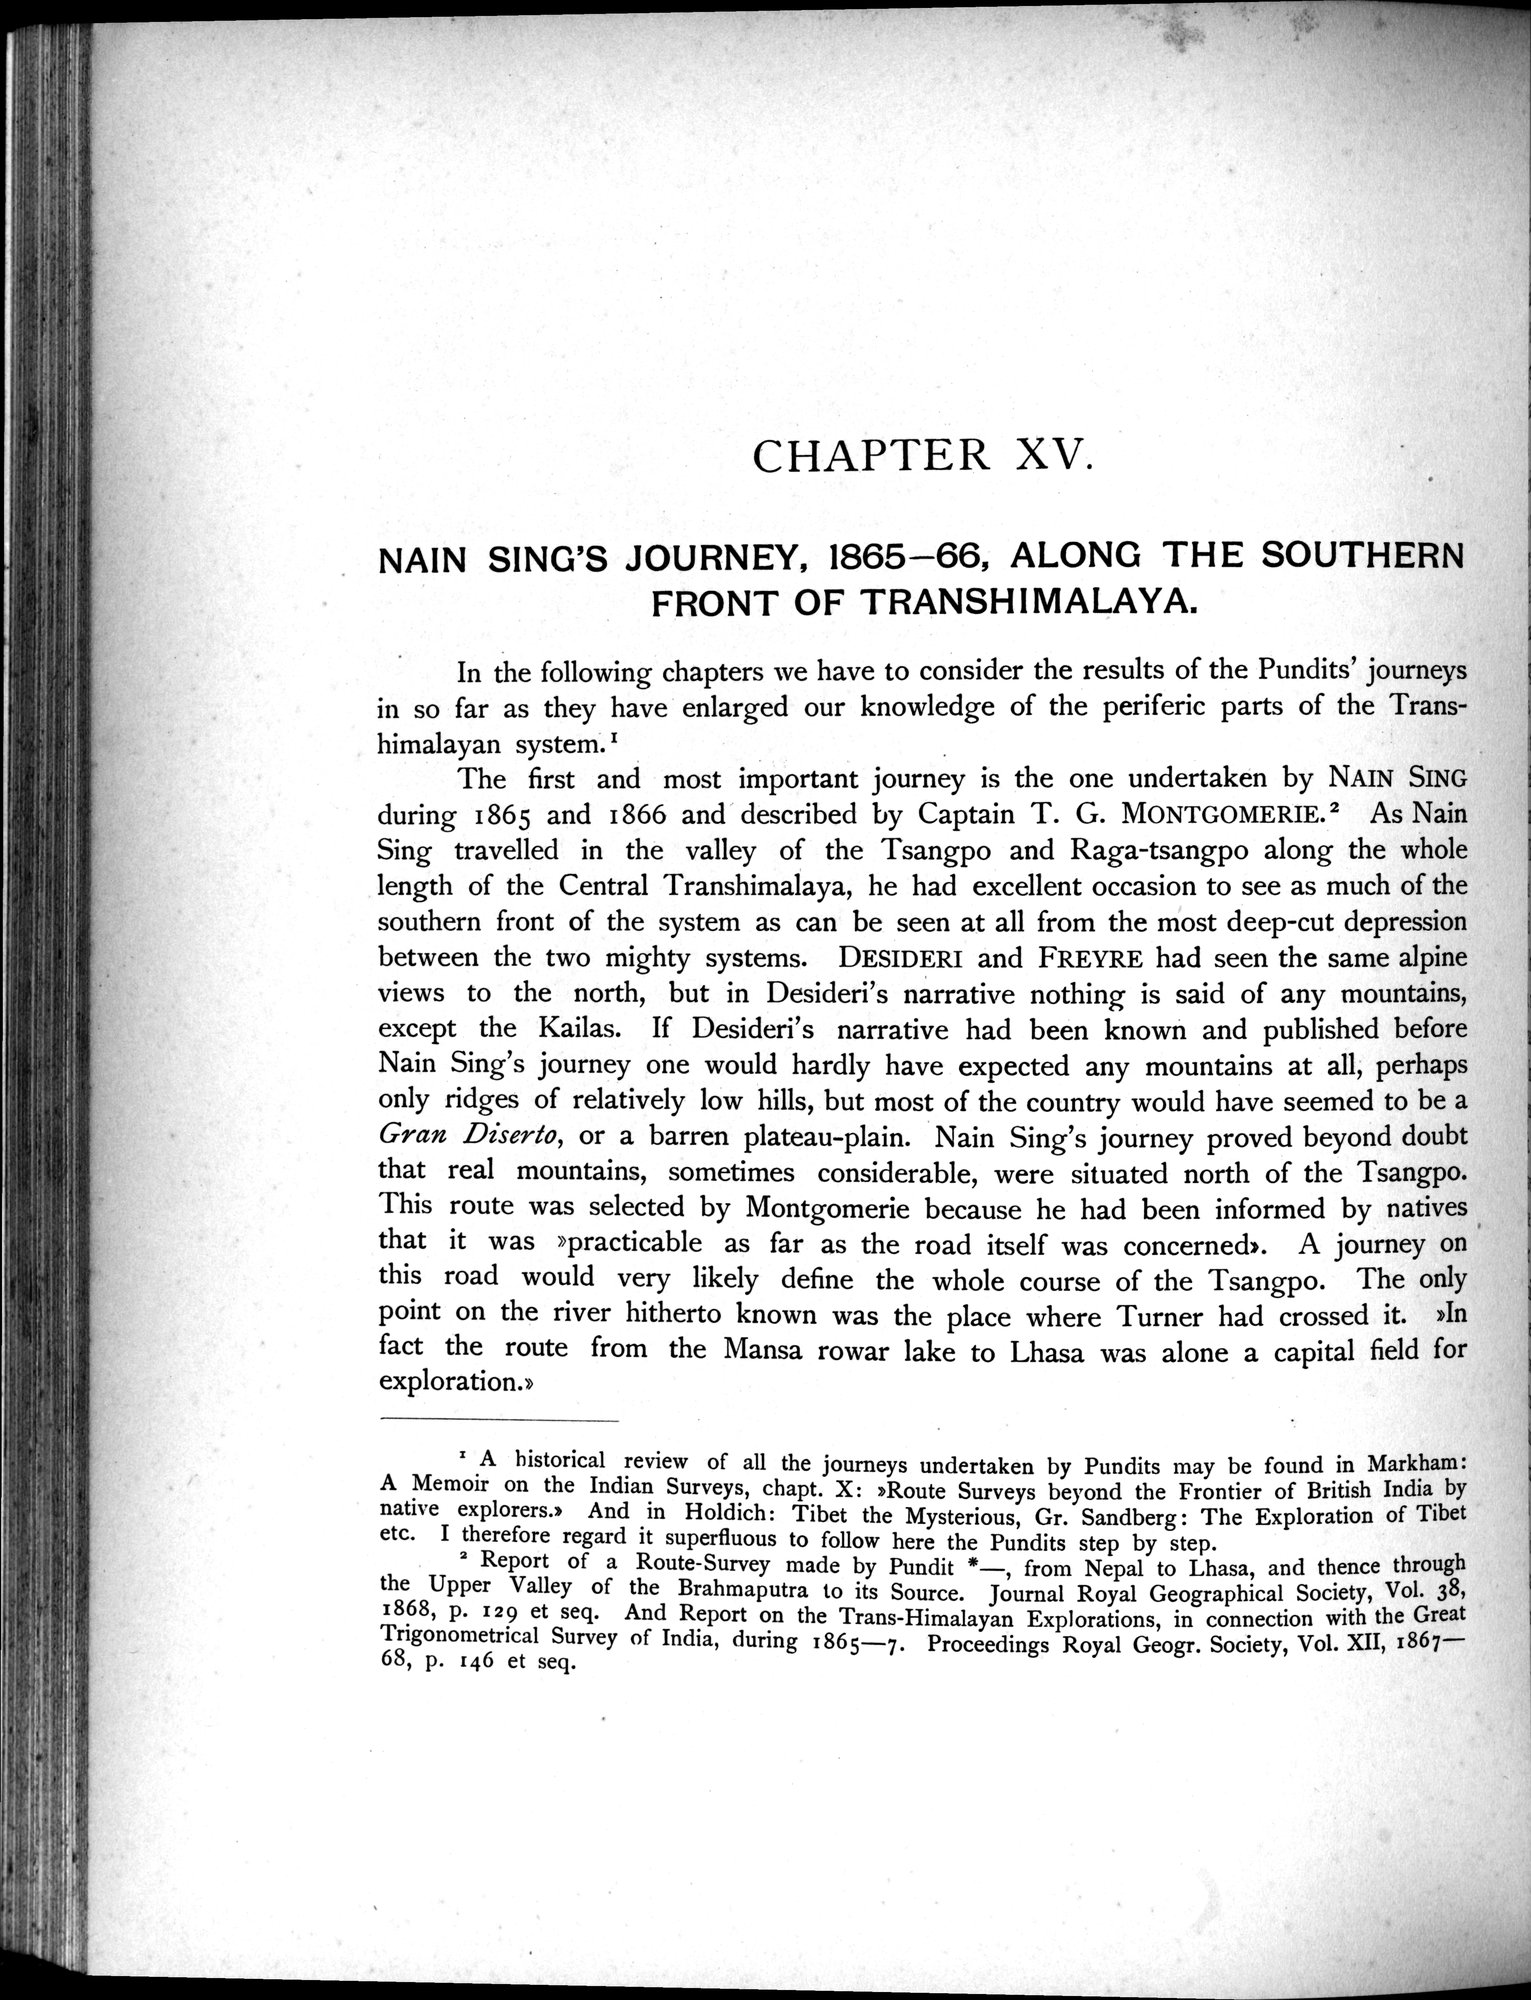 CHAPTER XV.
NAIN SING'S JOURNEY, 1865—66, ALONG THE SOUTHERN
FRONT OF TRANSHIMALAYA.
In the following chapters we have to consider the results of the Pundits' journeys
in so far as they have enlarged our knowledge of the periferic parts of the Trans-
himalayan system.¹
The first and most important journey is the one undertaken by NAIN SING
during 1865 and 1866 and described by Captain T. G. MONTGOMERIE.² As Nain
Sing travelled in the valley of the Tsangpo and Raga-tsangpo along the whole
length of the Central Transhimalaya, he had excellent occasion to see as much of the
southern front of the system as can be seen at all from the most deep-cut depression
between the two mighty systems. DESIDERI and FREYRE had seen the same alpine
views to the north, but in Desideri's narrative nothing is said of any mountains,
except the Kailas. If Desideri's narrative had been known and published before
Nain Sing's journey one would hardly have expected any mountains at all, perhaps
only ridges of relatively low hills, but most of the country would have seemed to be a
Gran Diserto, or a barren plateau-plain. Nain Sing's journey proved beyond doubt
that real mountains, sometimes considerable, were situated north of the Tsangpo.
This route was selected by Montgomerie because he had been informed by natives
that it was »practicable as far as the road itself was concerned». A journey on
this road would very likely define the whole course of the Tsangpo. The only
point on the river hitherto known was the place where Turner had crossed it. »In
fact the route from the Mansa rowar lake to Lhasa was alone a capital field for
exploration.»
¹ A historical review of all the journeys undertaken by Pundits may be found in Markham:
A Memoir on the Indian Surveys, chapt. X: »Route Surveys beyond the Frontier of British India by
native explorers.» And in Holdich: Tibet the Mysterious, Gr. Sandberg: The Exploration of Tibet
etc. I therefore regard it superfluous to follow here the Pundits step by step.
² Report of a Route-Survey made by Pundit *—, from Nepal to Lhasa, and thence through
the Upper Valley of the Brahmaputra to its Source. Journal Royal Geographical Society, Vol. 38,
1868, p. 129 et seq. And Report on the Trans-Himalayan Explorations, in connection with the Great
Trigonometrical Survey of India, during 1865—7. Proceedings Royal Geogr. Society, Vol. XII, 1867—
68, p. 146 et seq.